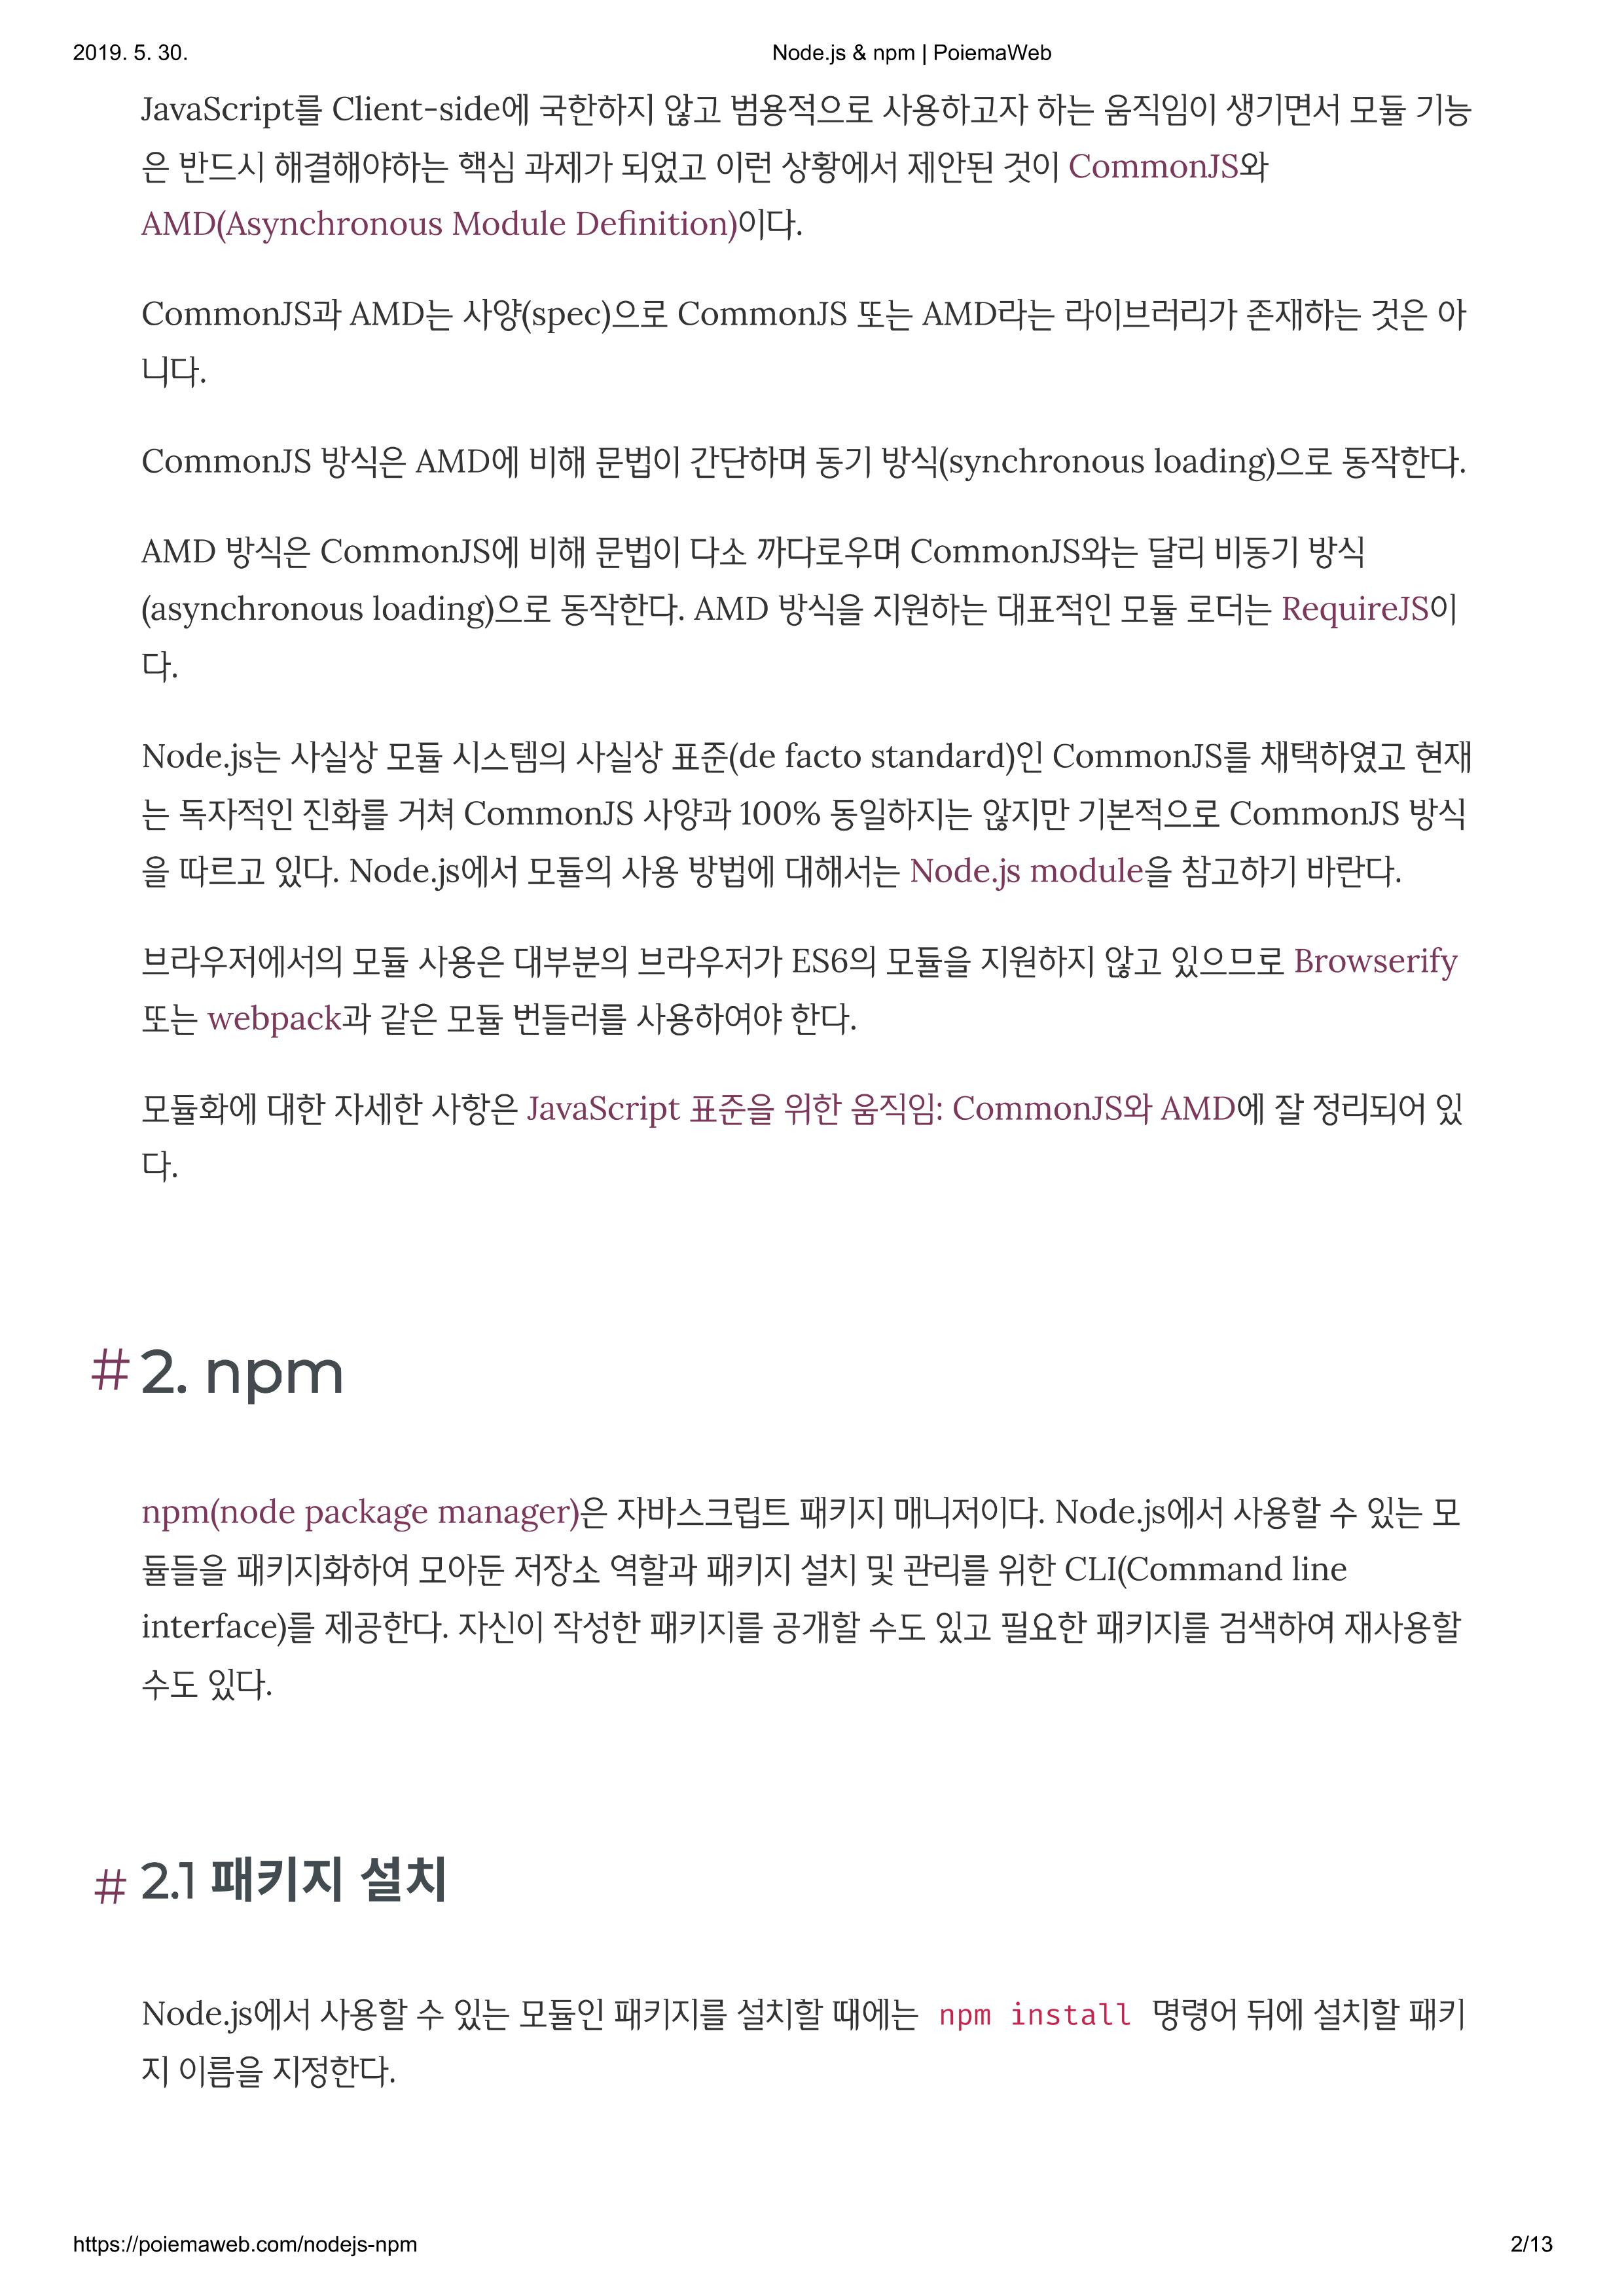 2019. 5. 30.
Node.js & npm | PoiemaWeb
JavaScript를 Client-side에 국한하지 않고 범용적으로 사용하고자 하는 움직임이 생기면서 모듈 기능
은 반드시 해결해야하는 핵심 과제가 되었고 이런 상황에서 제안된 것이 CommonJS와
AMD(Asynchronous Module Definition)이다.
CommonJS과 AMD는 사양(spec)으로 CommonJS 또는 AMD라는 라이브러리가 존재하는 것은 아
니다.
CommonJS 방식은 AMD에 비해 문법이 간단하며 동기 방식(synchronous loading)으로 동작한다.
AMD 방식은 CommonJS에 비해 문법이 다소 까다로우며 CommonJS와는 달리 비동기 방식
(asynchronous loading)으로 동작한다. AMD 방식을 지원하는 대표적인 모듈 로더는 RequireJS이
다.
Node.js는 사실상 모듈 시스템의 사실상 표준(de facto standard)인 CommonJS를 채택하였고 현재
는 독자적인 진화를 거쳐 CommonJS 사양과 100% 동일하지는 않지만 기본적으로 CommonJS 방식
을 따르고 있다. Node.js에서 모듈의 사용 방법에 대해서는 Node.js module을 참고하기 바란다.
브라우저에서의 모듈 사용은 대부분의 브라우저가 ES6의 모듈을 지원하지 않고 있으므로 Browserify
또는 webpack과 같은 모듈 번들러를 사용하여야 한다.
모듈화에 대한 자세한 사항은 JavaScript 표준을 위한 움직임: CommonJS와 AMD에 잘 정리되어 있
다.
# 2. npm
npm(node package manager)은 자바스크립트 패키지 매니저이다. Node.js에서 사용할 수 있는 모
듈들을 패키지화하여 모아둔 저장소 역할과 패키지 설치 및 관리를 위한 CLI(Command line
interface)를 제공한다. 자신이 작성한 패키지를 공개할 수도 있고 필요한 패키지를 검색하여 재사용할
수도 있다.
# 2.1 패키지 설치
Node.js에서 사용할 수 있는 모듈인 패키지를 설치할 때에는 npm install 명령어 뒤에 설치할 패키
지 이름을 지정한다.
https://poiemaweb.com/nodejs-npm
2/13